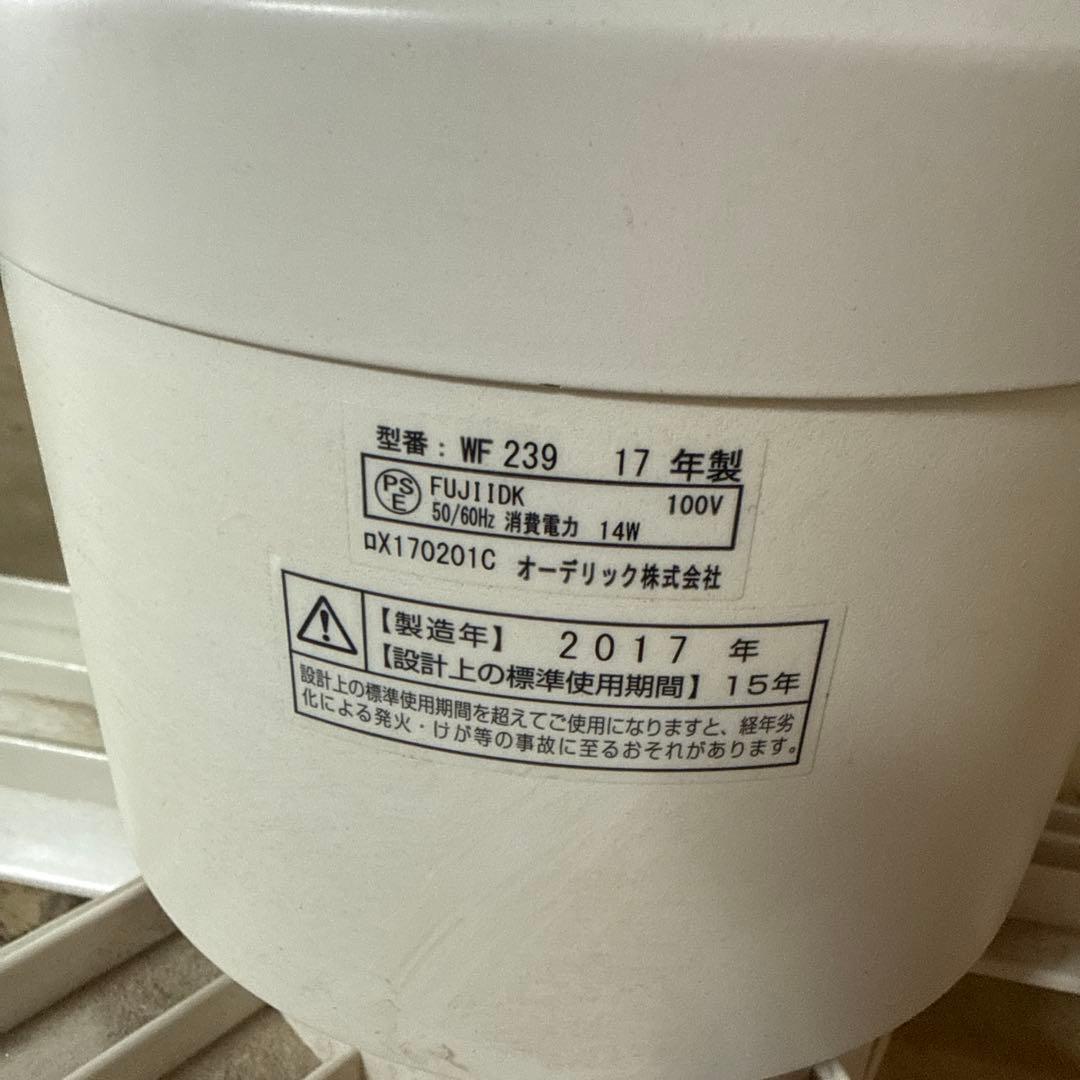 型番：WF 239 17 年製
PSE FUJIIDK 100V
50/60Hz 消費電力 14W
ロX170201C オーデリック株式会社
【製造年】 2017 年
【設計上の標準使用期間】 15年
設計上の標準使用期間を超えてご使用になりますと、経年劣
化による発火・けが等の事故に至るおそれがあります。